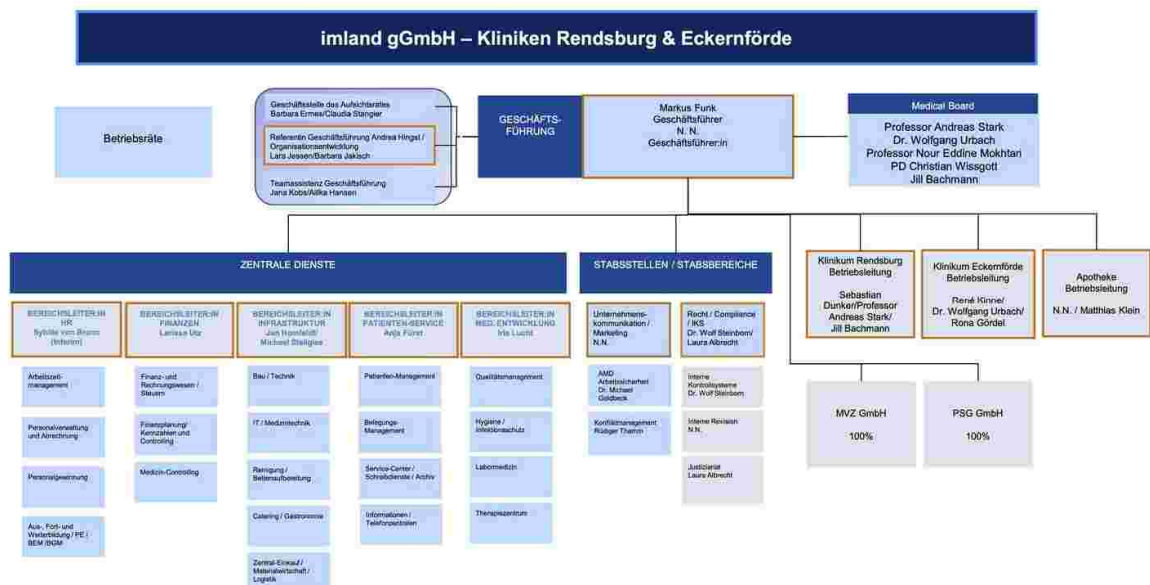 imland gGmbH – Kliniken Rendsburg & Eckernförde
Betriebsräte
Geschäftsstelle des Aufsichtsrates
Barbara Ermes/Claudia Stangier
Referentin Geschäftsführung Andrea Hingst /
Organisationsentwicklung
Lars Jessen/Barbara Jakisch
Teamassistenz Geschäftsführung
Jana Kobs/Ailka Hansen
GESCHÄFTS-
FÜHRUNG
Markus Funk
Geschäftsführer
N. N.
Geschäftsführer:in
Medical Board
Professor Andreas Stark
Dr. Wolfgang Urbach
Professor Nour Eddine Mokhtari
PD Christian Wissgott
Jill Bachmann
ZENTRALE DIENSTE
BEREICHSLEITER:IN
HR
Sybille von Brunn
(Interim)
Arbeitszeit-
management
Personalverwaltung
und Abrechnung
Personalgewinnung
Aus-, Fort- und
Weiterbildung / PE /
BEM /BGM
BEREICHSLEITER:IN
FINANZEN
Larissa Utz
Finanz- und
Rechnungswesen /
Steuern
Finanzplanung/
Kennzahlen und
Controlling
Medizin-Controlling
BEREICHSLEITER:IN
INFRASTRUKTUR
Jan Hornfeldt/
Michael Stellgies
Bau / Technik
IT / Medizintechnik
Reinigung /
Bettenaufbereitung
Catering / Gastronomie
Zentral-Einkauf /
Materialwirtschaft /
Logistik
BEREICHSLEITER:IN
PATIENTEN-SERVICE
Anja Fürst
Patienten-Management
Belegungs-
Management
Service-Center /
Schreibdienste / Archiv
Informationen /
Telefonzentralen
BEREICHSLEITER:IN
MED. ENTWICKLUNG
Iris Lucht
Qualitätsmanagement
Hygiene /
Infektionsschutz
Labormedizin
Therapiezentrum
STABSSTELLEN / STABSBEREICHE
Unternehmens-
kommunikation /
Marketing
N.N.
AMD
Arbeitssicherheit
Dr. Michael
Goldbeck
Konfliktmanagement
Rüdiger Thamm
Recht / Compliance
/ IKS
Dr. Wolf Steinborn/
Laura Albrecht
Interne
Kontrollsysteme
Dr. Wolf Steinborn
Interne Revision
N.N.
Justiziariat
Laura Albrecht
Klinikum Rendsburg
Betriebsleitung
Sebastian
Dunker/Professor
Andreas Stark/
Jill Bachmann
Klinikum Eckernförde
Betriebsleitung
René Kinne/
Dr. Wolfgang Urbach/
Rona Gördel
Apotheke
Betriebsleitung
N.N. / Matthias Klein
MVZ GmbH
100%
PSG GmbH
100%